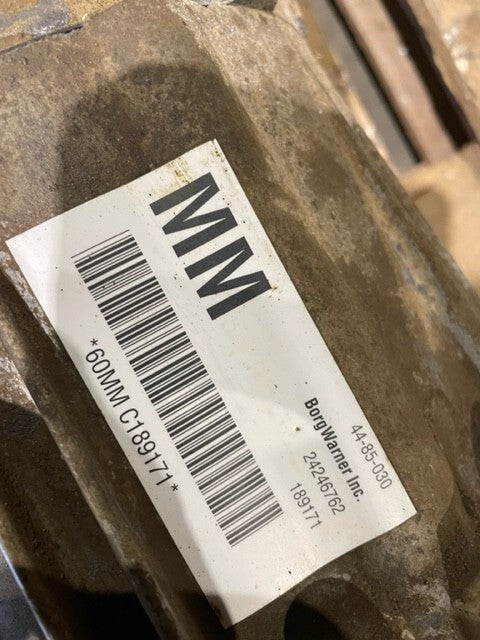 MM
*60MM C189171*
44-85-030
BorgWarner Inc.
24246762
189171